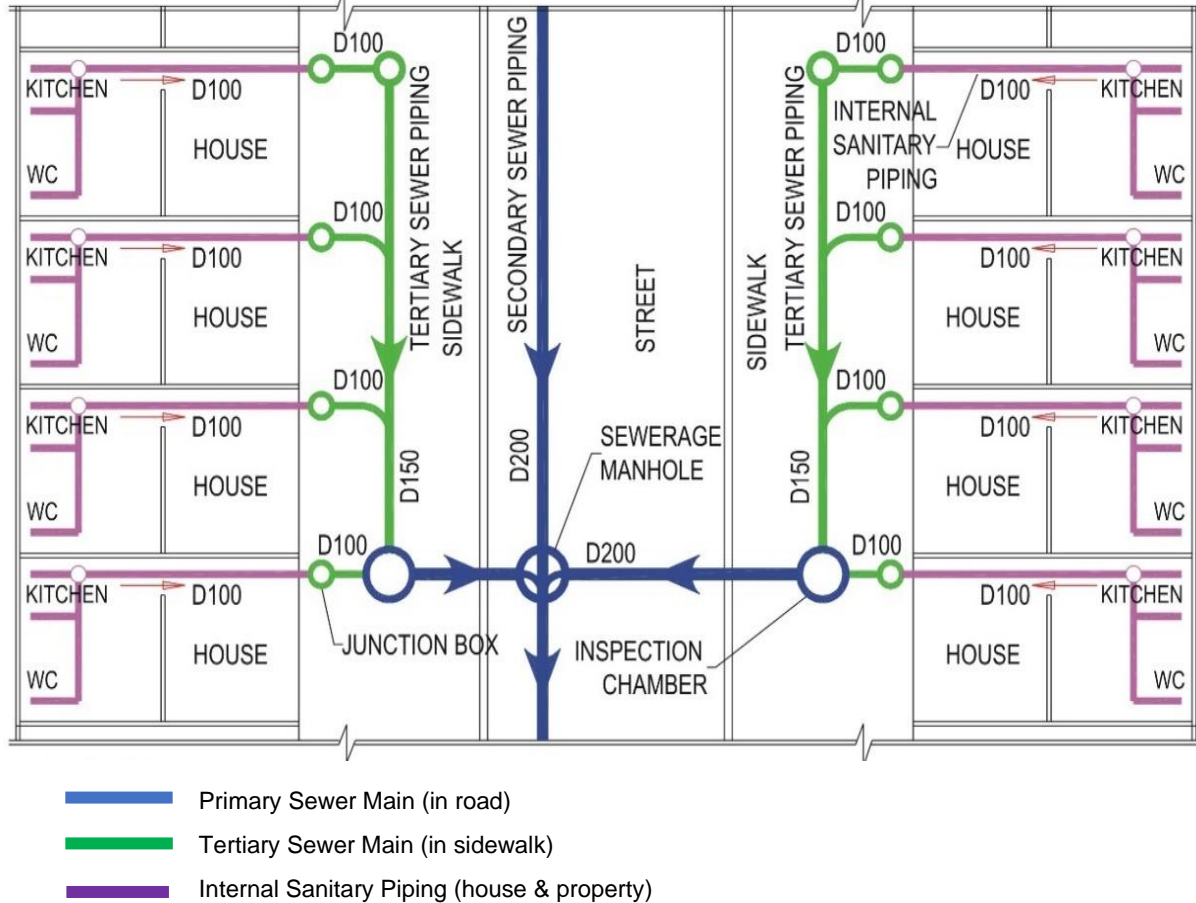 D100
D100
KITCHEN
D100
D100
KITCHEN
HOUSE
INTERNAL
SANITARY
PIPING
HOUSE
WC
WC
D100
D100
KITCHEN
D100
D100
KITCHEN
HOUSE
HOUSE
WC
WC
TERTIARY SEWER PIPING
SIDEWALK
SECONDARY SEWER PIPING
STREET
SIDEWALK
TERTIARY SEWER PIPING
D100
D100
KITCHEN
D100
D100
KITCHEN
HOUSE
HOUSE
WC
WC
D150
D200
SEWERAGE
MANHOLE
D150
D100
D200
D100
KITCHEN
D100
D100
KITCHEN
HOUSE
JUNCTION BOX
INSPECTION
CHAMBER
HOUSE
WC
WC
Primary Sewer Main (in road)
Tertiary Sewer Main (in sidewalk)
Internal Sanitary Piping (house & property)